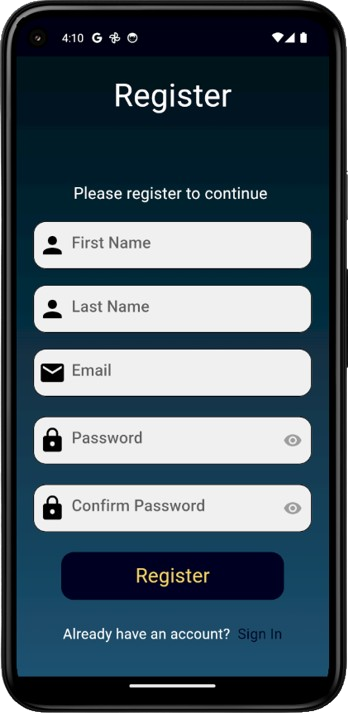 4:10 G
Register
Please register to continue
First Name
Last Name
Email
Password
Confirm Password
Register
Already have an account? Sign In